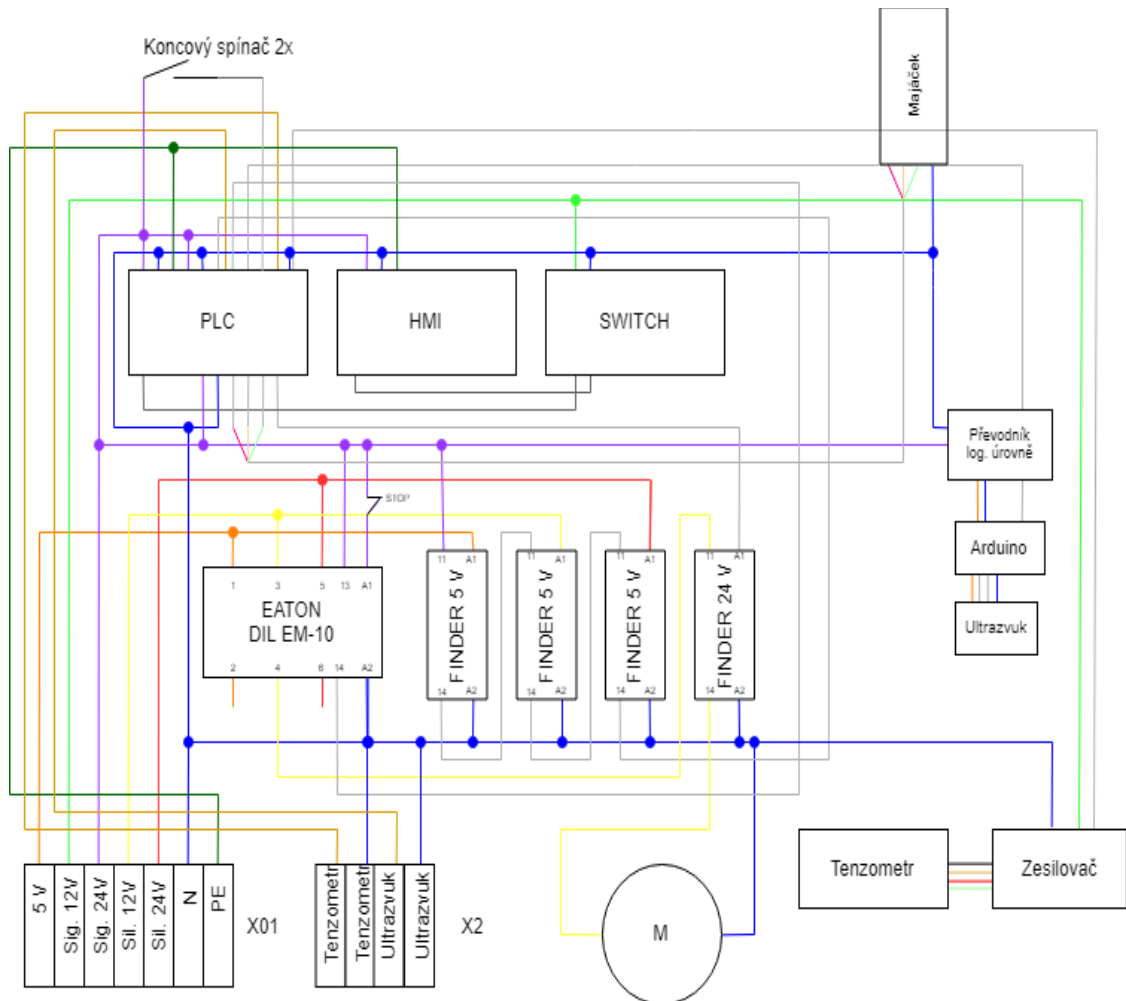 Koncový spínač 2x
Majáček
PLC
HMI
SWITCH
Převodník
log. úrovně
STOP
1
3
5
13
A1
EATON
DIL EM-10
2
4
6
14
A2
11
A1
FINDER 5 V
14
A2
11
A1
FINDER 5 V
14
A2
11
A1
FINDER 5 V
14
A2
11
A1
FINDER 24 V
14
A2
Arduino
Ultrazvuk
5 V
Sig. 12V
Sig. 24V
Sil. 12V
Sil. 24V
N
PE
X01
Tenzometr
Tenzometr
Ultrazvuk
Ultrazvuk
X2
M
Tenzometr
Zesilovač